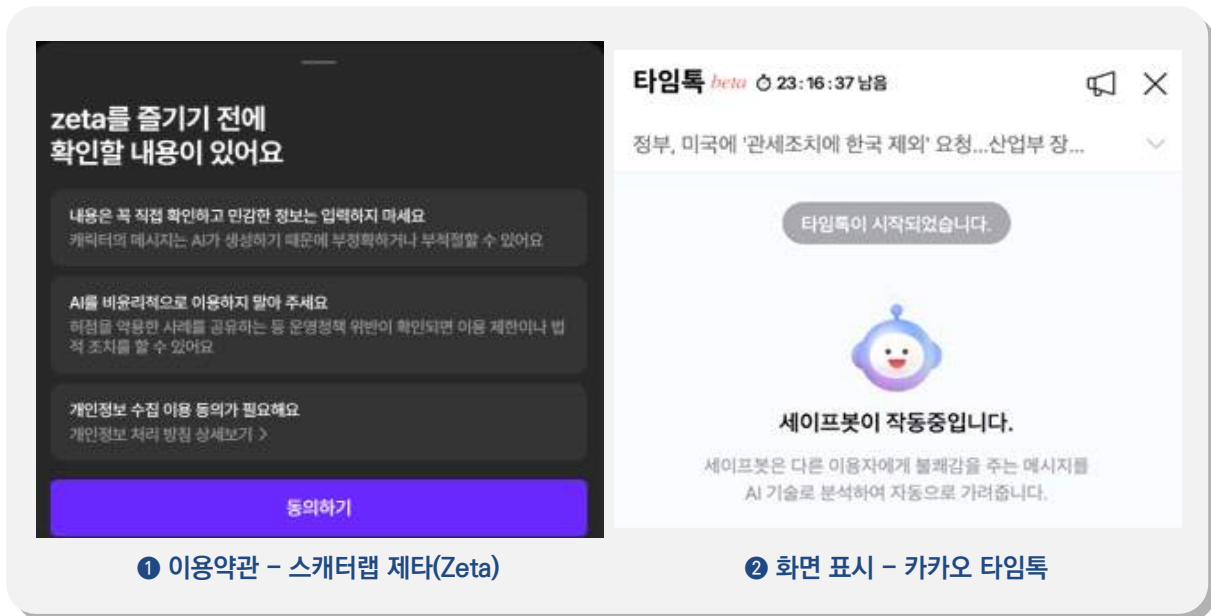 zeta를 즐기기 전에
확인할 내용이 있어요
내용은 꼭 직접 확인하고 민감한 정보는 입력하지 마세요
캐릭터의 메시지는 AI가 생성하기 때문에 부정확하거나 부적절할 수 있어요
AI를 비윤리적으로 이용하지 말아 주세요
허점을 악용한 사례를 공유하는 등 운영정책 위반이 확인되면 이용 제한이나 법
적 조치를 할 수 있어요
개인정보 수집 이용 동의가 필요해요
개인정보 처리 방침 상세보기 >
동의하기
❶ 이용약관 - 스캐터랩 제타(Zeta)
타임톡 beta 23:16:37 남음
정부, 미국에 '관세조치에 한국 제외' 요청...산업부 장...
타임톡이 시작되었습니다.
세이프봇이 작동중입니다.
세이프봇은 다른 이용자에게 불쾌감을 주는 메시지를
AI 기술로 분석하여 자동으로 가려줍니다.
❷ 화면 표시 - 카카오 타임톡